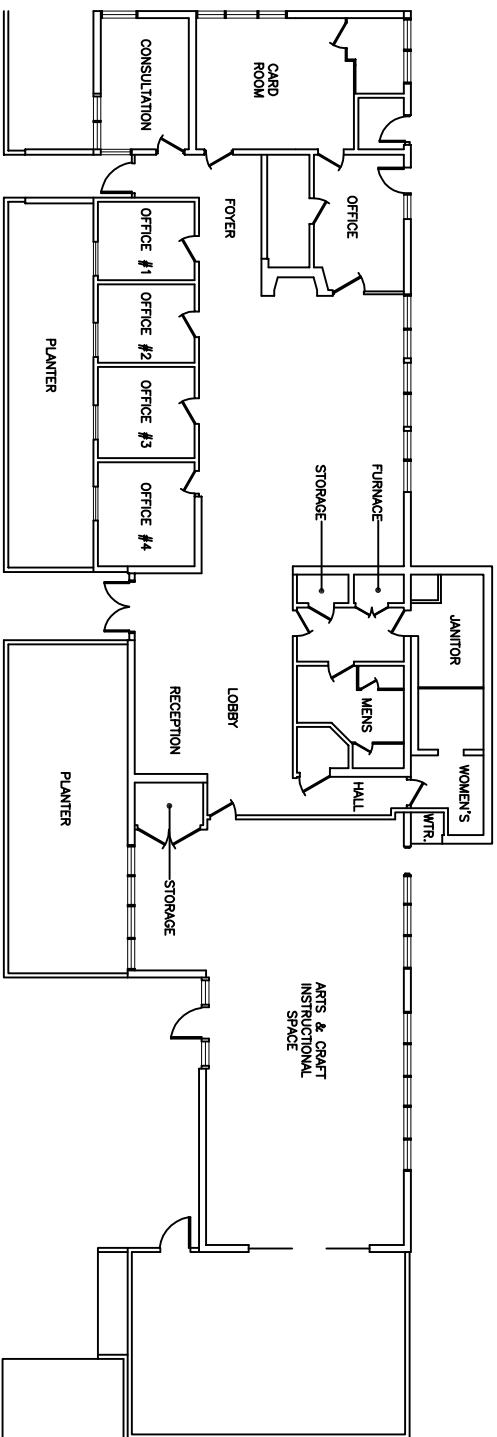 CONSULTATION
CARD
ROOM
OFFICE
FOYER
OFFICE #1
OFFICE #2
OFFICE #3
OFFICE #4
PLANTER
FURNACE
STORAGE
JANITOR
MENS
WOMEN'S
WTR.
HALL
LOBBY
RECEPTION
STORAGE
PLANTER
ARTS & CRAFT
INSTRUCTIONAL
SPACE